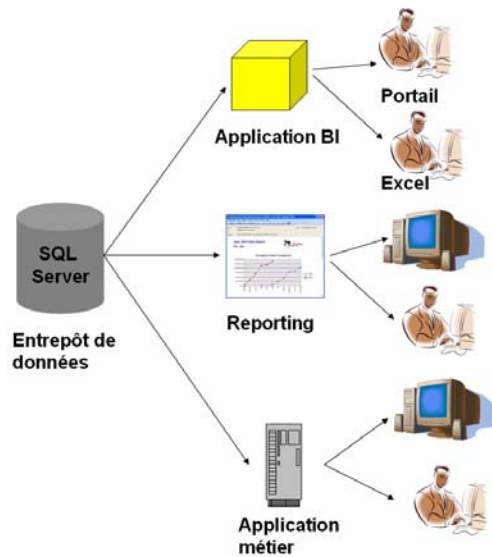 Portail
Application BI
Excel
SQL
Server
Reporting
Entrepôt de
données
Application
métier